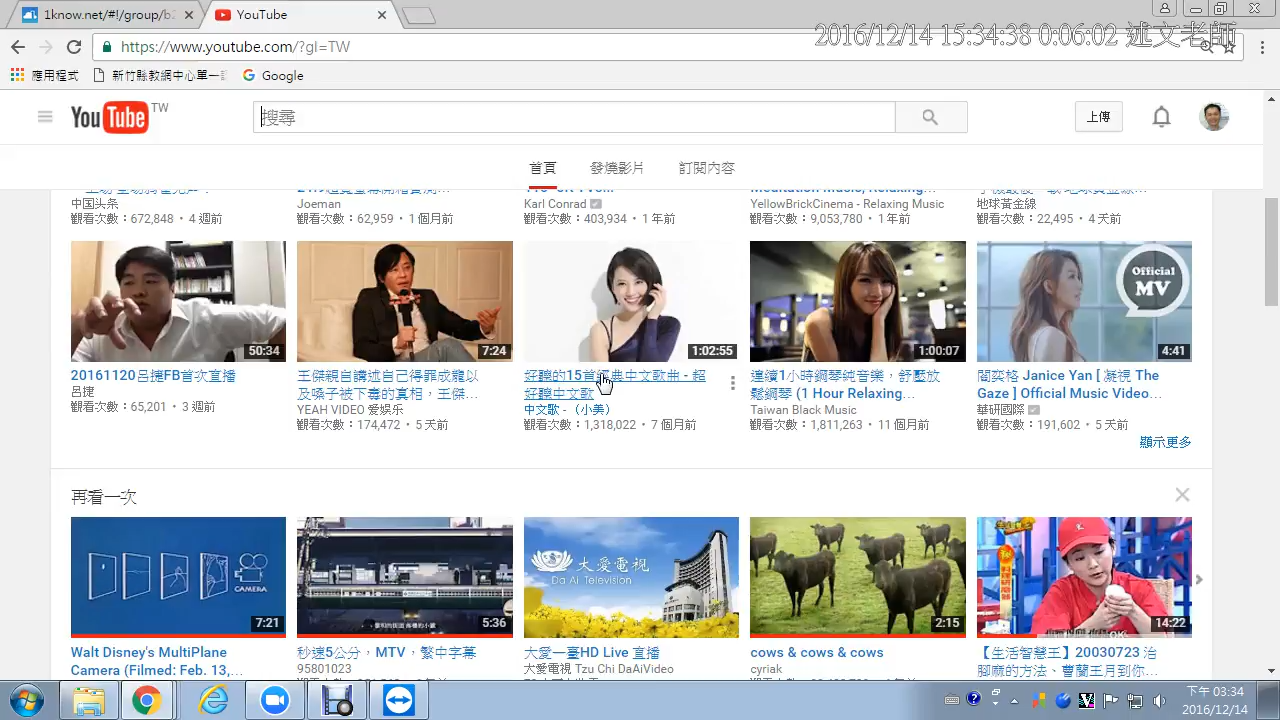 1know.net/#!/group/b
YouTube
2016/12/14 15:34:38 0:06:02 述文老師
https://www.youtube.com/?gl=TW
應用程式
新竹縣教網中心單一
Google
YouTube TW
搜尋
上傳
首頁 發燒影片 訂閱內容
中国头条
觀看次數：672,848 • 4 週前
Joeman
觀看次數：62,959 • 1 個月前
Karl Conrad
觀看次數：403,934 • 1 年前
Meditation Music, Relaxing...
YellowBrickCinema - Relaxing Music
觀看次數：9,053,780 • 1 年前
地球黃金線
觀看次數：22,495 • 4 天前
50:34
20161120呂捷FB首次直播
呂捷
觀看次數：65,201 • 3 週前
7:24
王傑親自講述自己得罪成龍以
及嗓子被下毒的真相，王傑...
YEAH VIDEO 爱娱乐
觀看次數：174,472 • 5 天前
1:02:55
好聽的15首經典中文歌曲 - 超
好聽中文歌
中文歌 -（小美）
觀看次數：1,318,022 • 7 個月前
1:00:07
連續1小時鋼琴純音樂，舒壓放
鬆鋼琴 (1 Hour Relaxing...
Taiwan Black Music
觀看次數：1,811,263 • 11 個月前
Official
MV
4:41
閻奕格 Janice Yan [ 凝視 The
Gaze ] Official Music Video...
華研國際
觀看次數：191,602 • 5 天前
顯示更多
再看一次
CAMERA
7:21
Walt Disney's MultiPlane
Camera (Filmed: Feb. 13,...
5:36
秒速5公分，MTV，繁中字幕
95801023
大愛電視
Da Ai Television
大愛一臺HD Live 直播
大愛電視 Tzu Chi DaAiVideo
2:15
cows & cows & cows
cyriak
14:22
【生活智慧王】20030723 治
腳麻的方法、曹蘭王月到你...
下午 03:34
2016/12/14